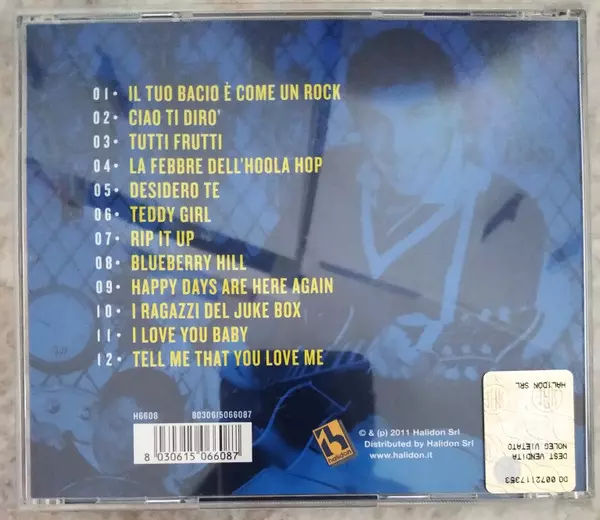 01• IL TUO BACIO È COME UN ROCK
02• CIAO TI DIRO'
03• TUTTI FRUTTI
04• LA FEBBRE DELL'HOOLA HOP
05• DESIDERO TE
06• TEDDY GIRL
07• RIP IT UP
08• BLUEBERRY HILL
09• HAPPY DAYS ARE HERE AGAIN
10• I RAGAZZI DEL JUKE BOX
11• I LOVE YOU BABY
12• TELL ME THAT YOU LOVE ME
H6608 8030615066087
8 030615 066087
halidon
© & (p) 2011 Halidon Srl
Distributed by Halidon Srl
www.halidon.it
HALIDON SRL
DEST VENDITA
NOLEG VIETATO
DO 0072117353